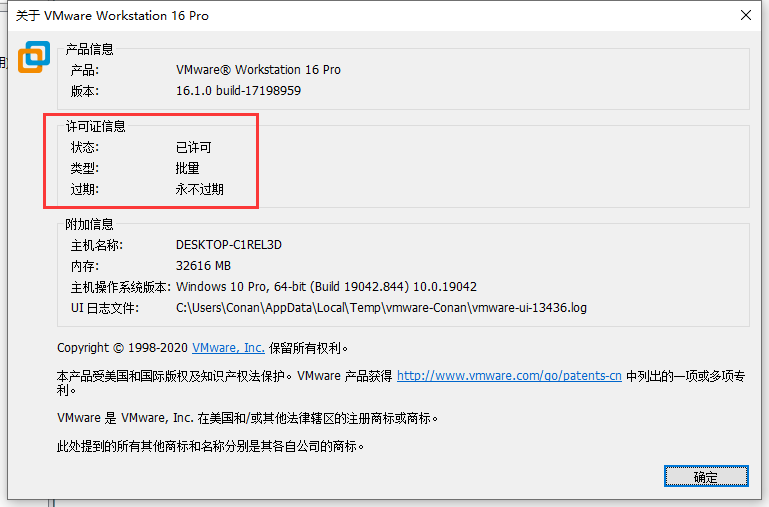 关于 VMware Workstation 16 Pro
产品信息
产品: VMware® Workstation 16 Pro
版本: 16.1.0 build-17198959
许可证信息
状态: 已许可
类型: 批量
过期: 永不过期
附加信息
主机名称: DESKTOP-C1REL3D
内存: 32616 MB
主机操作系统版本: Windows 10 Pro, 64-bit (Build 19042.844) 10.0.19042
UI 日志文件: C:\Users\Conan\AppData\Local\Temp\vmware-Conan\vmware-ui-13436.log
Copyright © 1998-2020 VMware, Inc. 保留所有权利。
本产品受美国和国际版权及知识产权法保护。VMware 产品获得 http://www.vmware.com/go/patents-cn 中列出的一项或多项专
利。
VMware 是 VMware, Inc. 在美国和/或其他法律辖区的注册商标或商标。
此处提到的所有其他商标和名称分别是其各自公司的商标。
确定